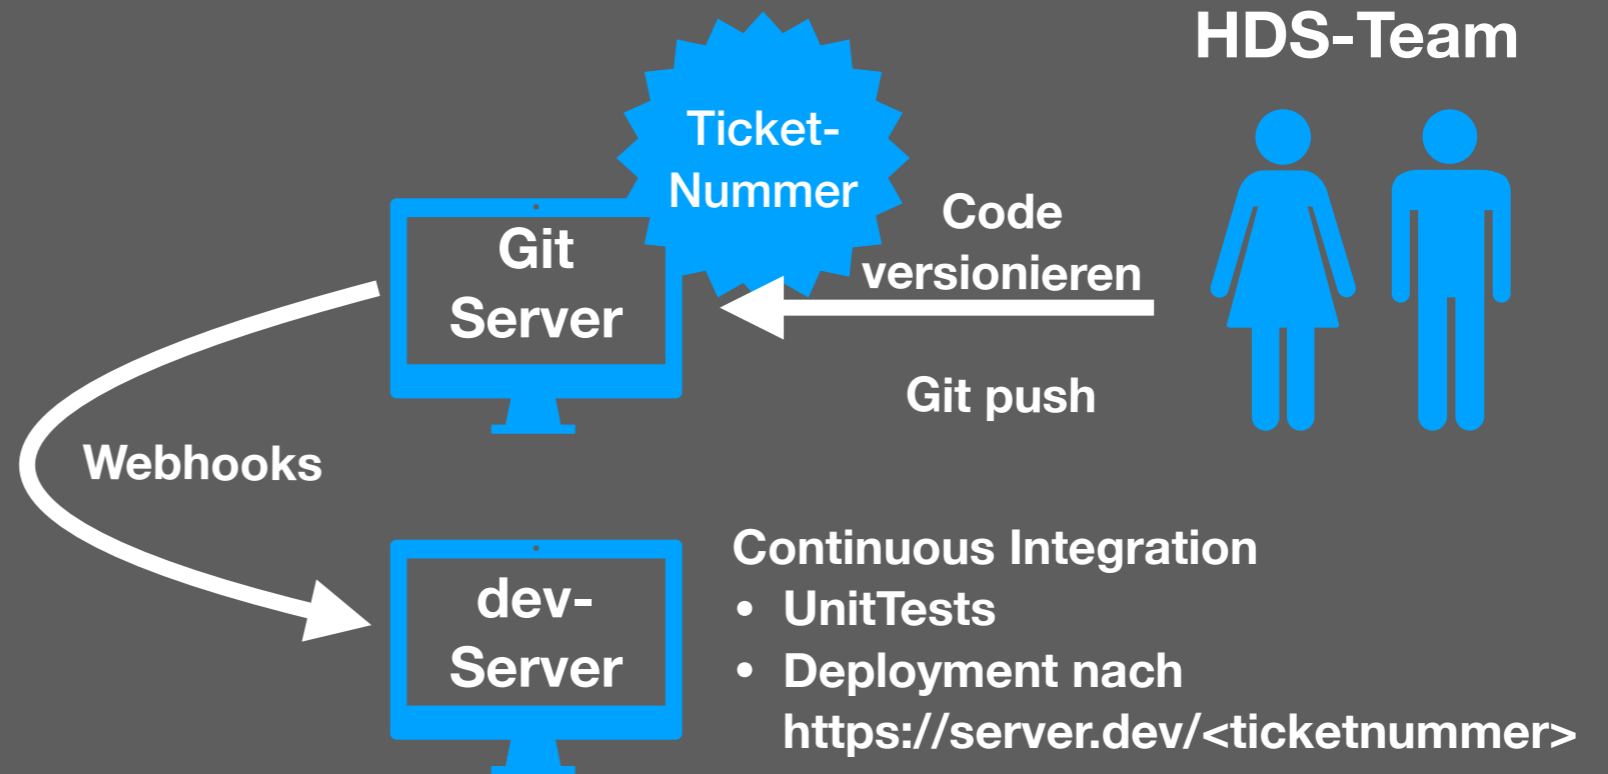 HDS-Team
Ticket-
Nummer
Code
versionieren
Git
Server
Git push
Webhooks
dev-
Server
Continuous Integration
• UnitTests
• Deployment nach
https://server.dev/<ticketnummer>